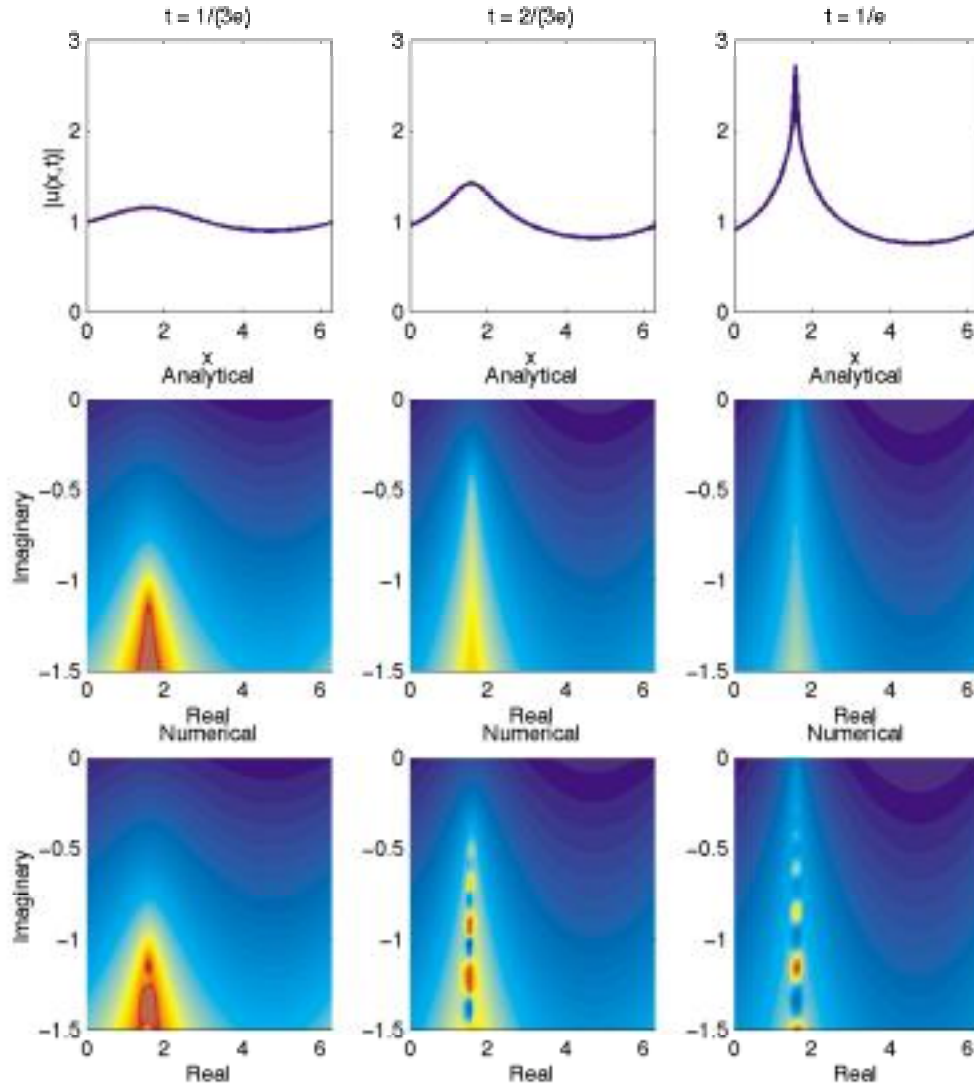 t = 1/(3e) t = 2/(3e) t = 1/e
3 3 3
2 2 2
|u(x,t)|
1 1 1
0 0 0
0 2 4 6 0 2 4 6 0 2 4 6
x x x
Analytical Analytical Analytical
0 0 0
−0.5 −0.5 −0.5
Imaginary
−1 −1 −1
−1.5 −1.5 −1.5
0 2 4 6 0 2 4 6 0 2 4 6
Real Real Real
Numerical Numerical Numerical
0 0 0
−0.5 −0.5 −0.5
Imaginary
−1 −1 −1
−1.5 −1.5 −1.5
0 2 4 6 0 2 4 6 0 2 4 6
Real Real Real